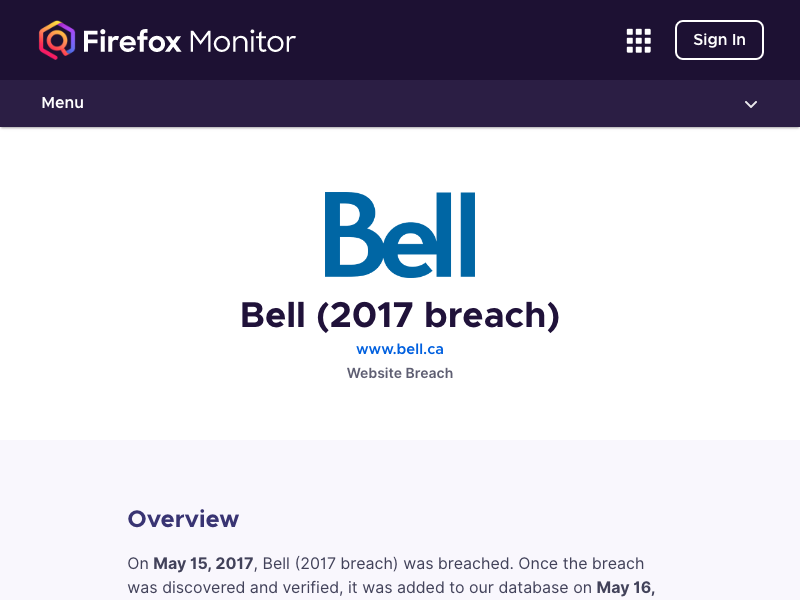 Firefox Monitor
Sign In
Menu
Bell
Bell (2017 breach)
www.bell.ca
Website Breach
Overview
On May 15, 2017, Bell (2017 breach) was breached. Once the breach
was discovered and verified, it was added to our database on May 16,